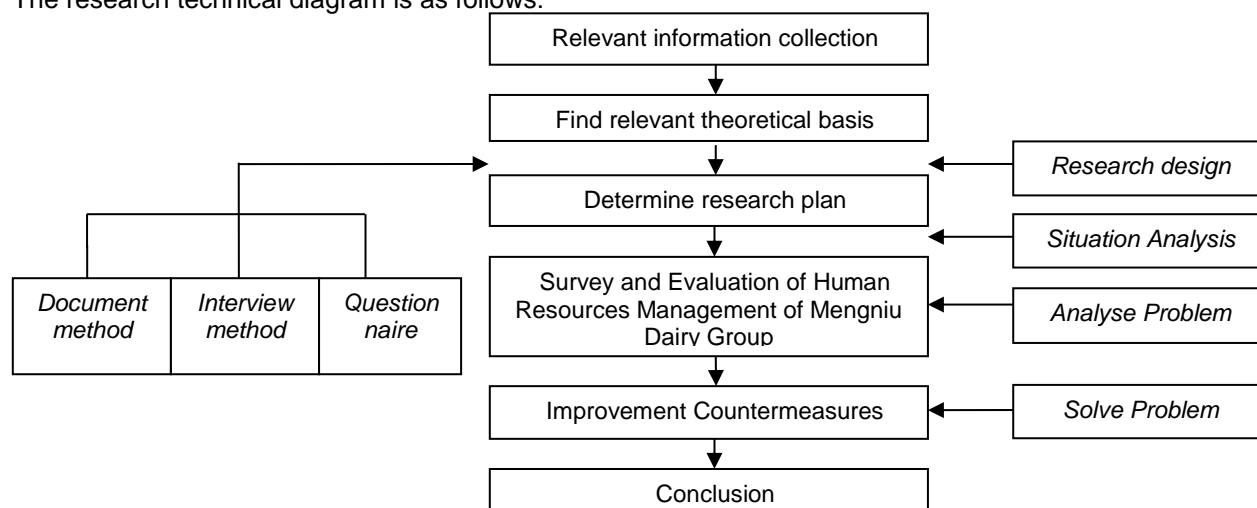 The research technical diagram is as follows:
Relevant information collection
Find relevant theoretical basis
Research design
Determine research plan
Situation Analysis
Document
method
Interview
method
Question
naire
Survey and Evaluation of Human
Resources Management of Mengniu
Dairy Group
Analyse Problem
Improvement Countermeasures
Solve Problem
Conclusion